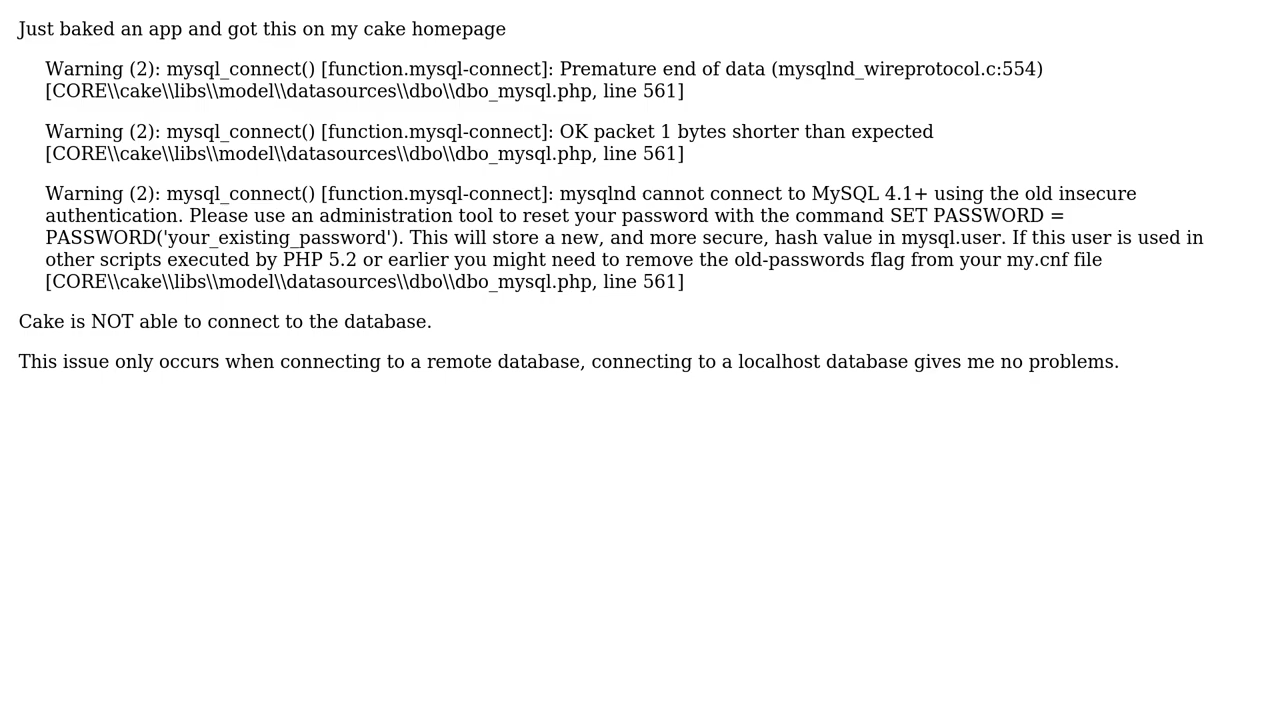 Just baked an app and got this on my cake homepage
Warning (2): mysql_connect() [function.mysql-connect]: Premature end of data (mysqlnd_wireprotocol.c:554)
[CORE\\cake\\libs\\model\\datasources\\dbo\\dbo_mysql.php, line 561]
Warning (2): mysql_connect() [function.mysql-connect]: OK packet 1 bytes shorter than expected
[CORE\\cake\\libs\\model\\datasources\\dbo\\dbo_mysql.php, line 561]
Warning (2): mysql_connect() [function.mysql-connect]: mysqlnd cannot connect to MySQL 4.1+ using the old insecure
authentication. Please use an administration tool to reset your password with the command SET PASSWORD =
PASSWORD('your_existing_password'). This will store a new, and more secure, hash value in mysql.user. If this user is used in
other scripts executed by PHP 5.2 or earlier you might need to remove the old-passwords flag from your my.cnf file
[CORE\\cake\\libs\\model\\datasources\\dbo\\dbo_mysql.php, line 561]
Cake is NOT able to connect to the database.
This issue only occurs when connecting to a remote database, connecting to a localhost database gives me no problems.